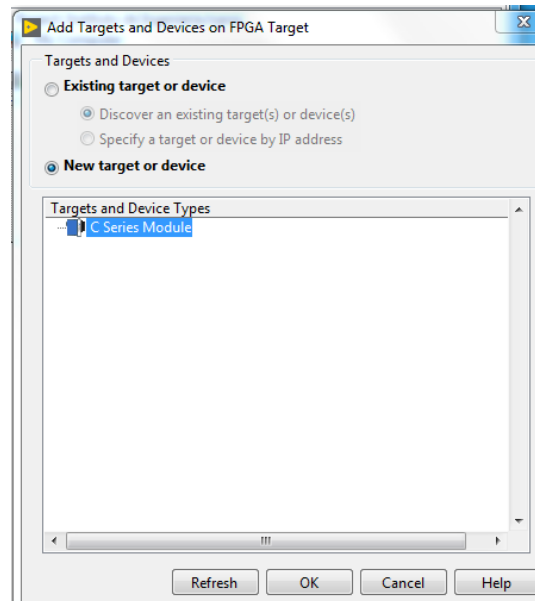 Add Targets and Devices on FPGA Target
Targets and Devices
Existing target or device
Discover an existing target(s) or device(s)
Specify a target or device by IP address
New target or device
Targets and Device Types
C Series Module
Refresh OK Cancel Help